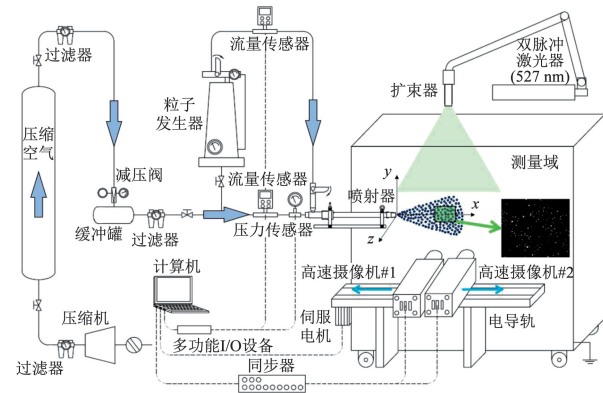 过滤器
流量传感器
双脉冲
激光器
(527 nm)
扩束器
粒子
发生器
压缩
空气
减压阀
测量域
流量传感器
y
喷射器
x
缓冲罐
过滤器
压力传感器
z
计算机
高速摄像机#1
高速摄像机#2
压缩机
伺服
电机
多功能I/O设备
电导轨
过滤器
同步器